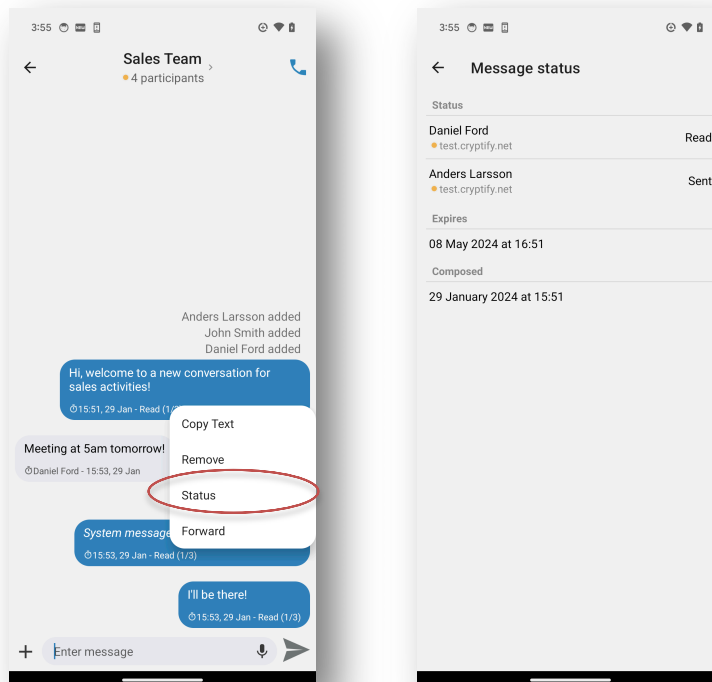 3:55
Sales Team
4 participants
Anders Larsson added
John Smith added
Daniel Ford added
Hi, welcome to a new conversation for
sales activities!
15:51, 29 Jan - Read (1/
Meeting at 5am tomorrow!
Daniel Ford - 15:53, 29 Jan
System message
15:53, 29 Jan - Read (1/3)
I'll be there!
15:53, 29 Jan - Read (1/3)
Copy Text
Remove
Status
Forward
Enter message
3:55
Message status
Status
Daniel Ford
test.cryptify.net
Read
Anders Larsson
test.cryptify.net
Sent
Expires
08 May 2024 at 16:51
Composed
29 January 2024 at 15:51